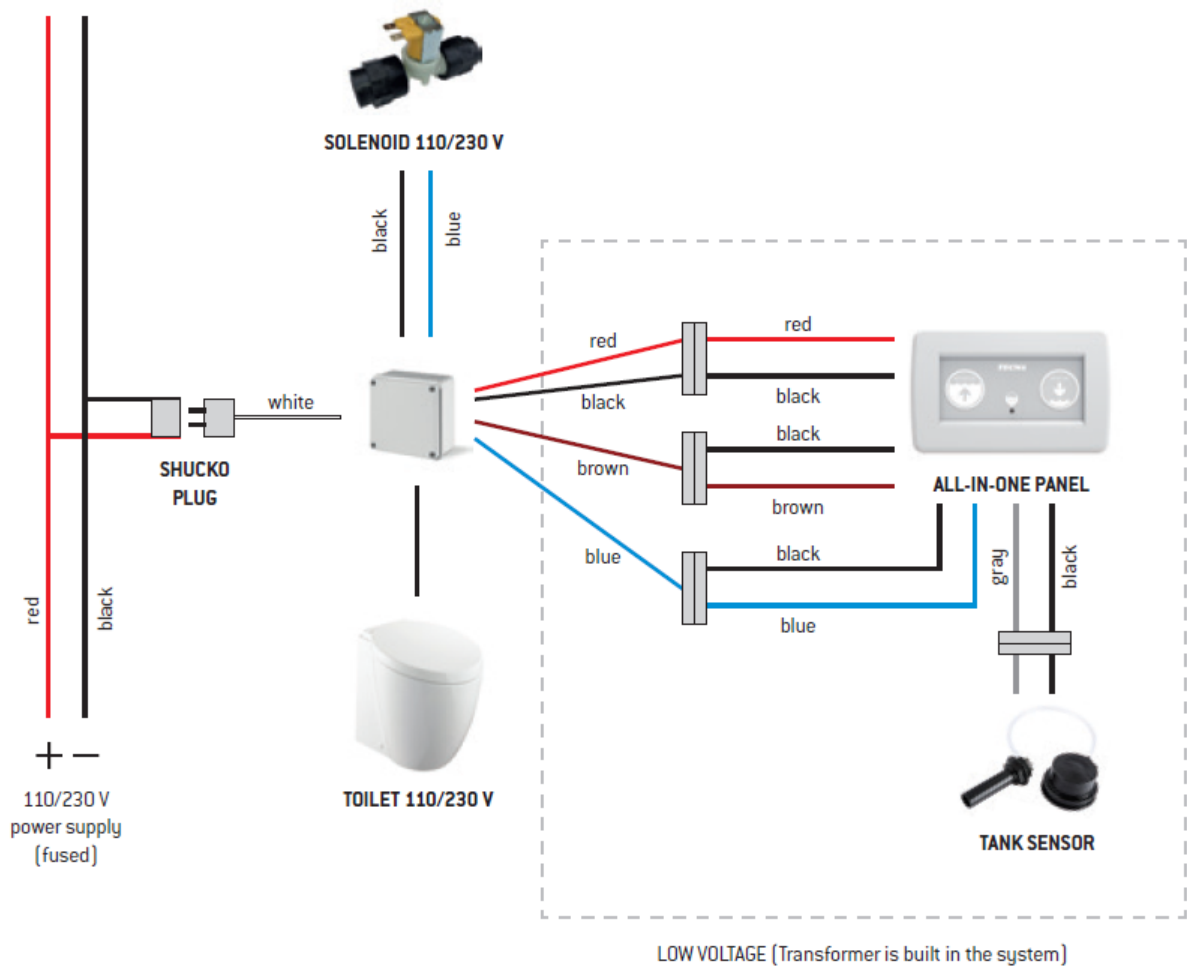 SOLENOID 110/230 V
black
blue
red
red
black
black
white
black
SHUCKO
PLUG
brown
brown
ALL-IN-ONE PANEL
blue
black
blue
gray
black
red
black
+ −
110/230 V
power supply
(fused)
TOILET 110/230 V
TANK SENSOR
LOW VOLTAGE (Transformer is built in the system)